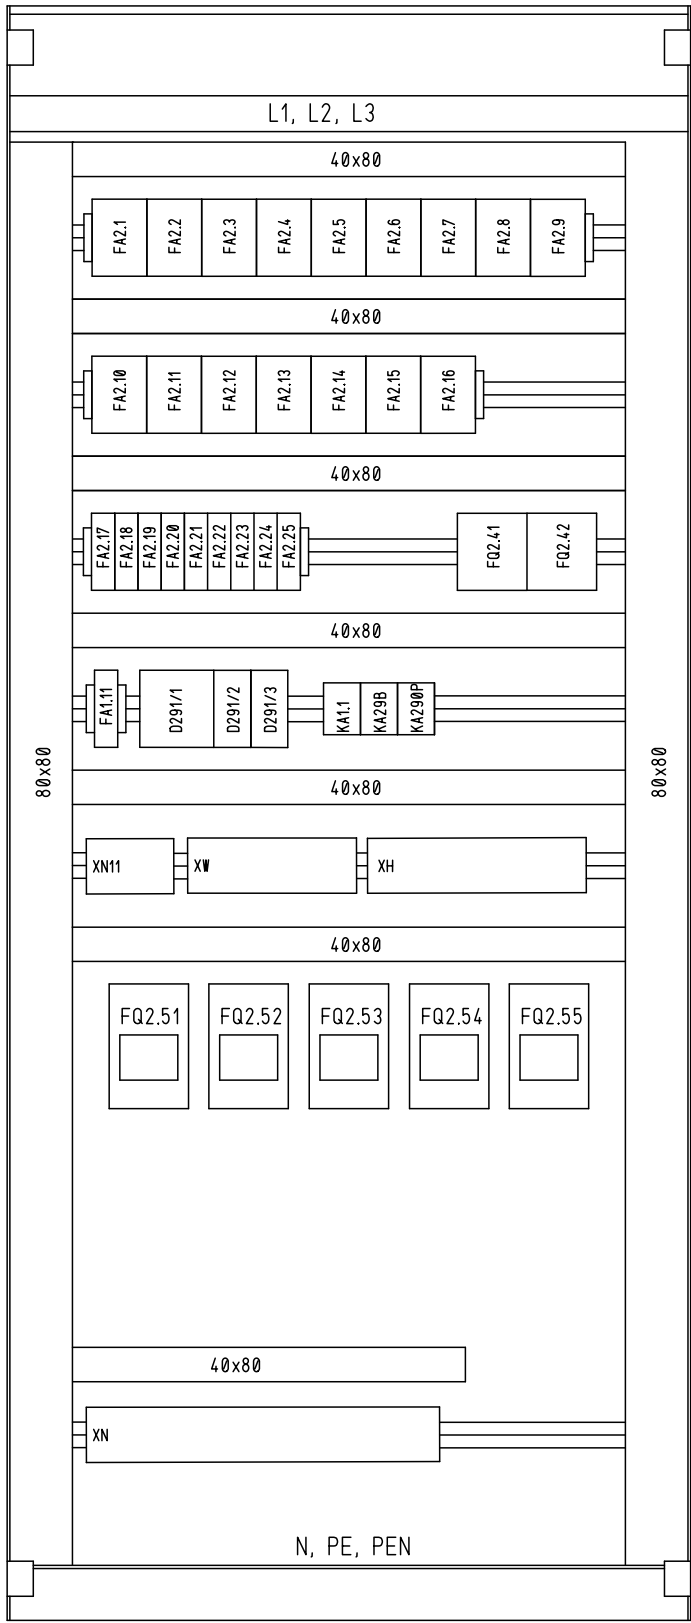 L1, L2, L3
40x80
FA2.1 FA2.2 FA2.3 FA2.4 FA2.5 FA2.6 FA2.7 FA2.8 FA2.9
40x80
FA2.10 FA2.11 FA2.12 FA2.13 FA2.14 FA2.15 FA2.16
40x80
FA2.17 FA2.18 FA2.19 FA2.20 FA2.21 FA2.22 FA2.23 FA2.24 FA2.25 FQ2.41 FQ2.42
40x80
FA1.11 D291/1 D291/2 D291/3 KA1.1 KA29B KA290P
80x80
80x80
40x80
XN11 XW XH
40x80
FQ2.51 FQ2.52 FQ2.53 FQ2.54 FQ2.55
40x80
XN
N, PE, PEN